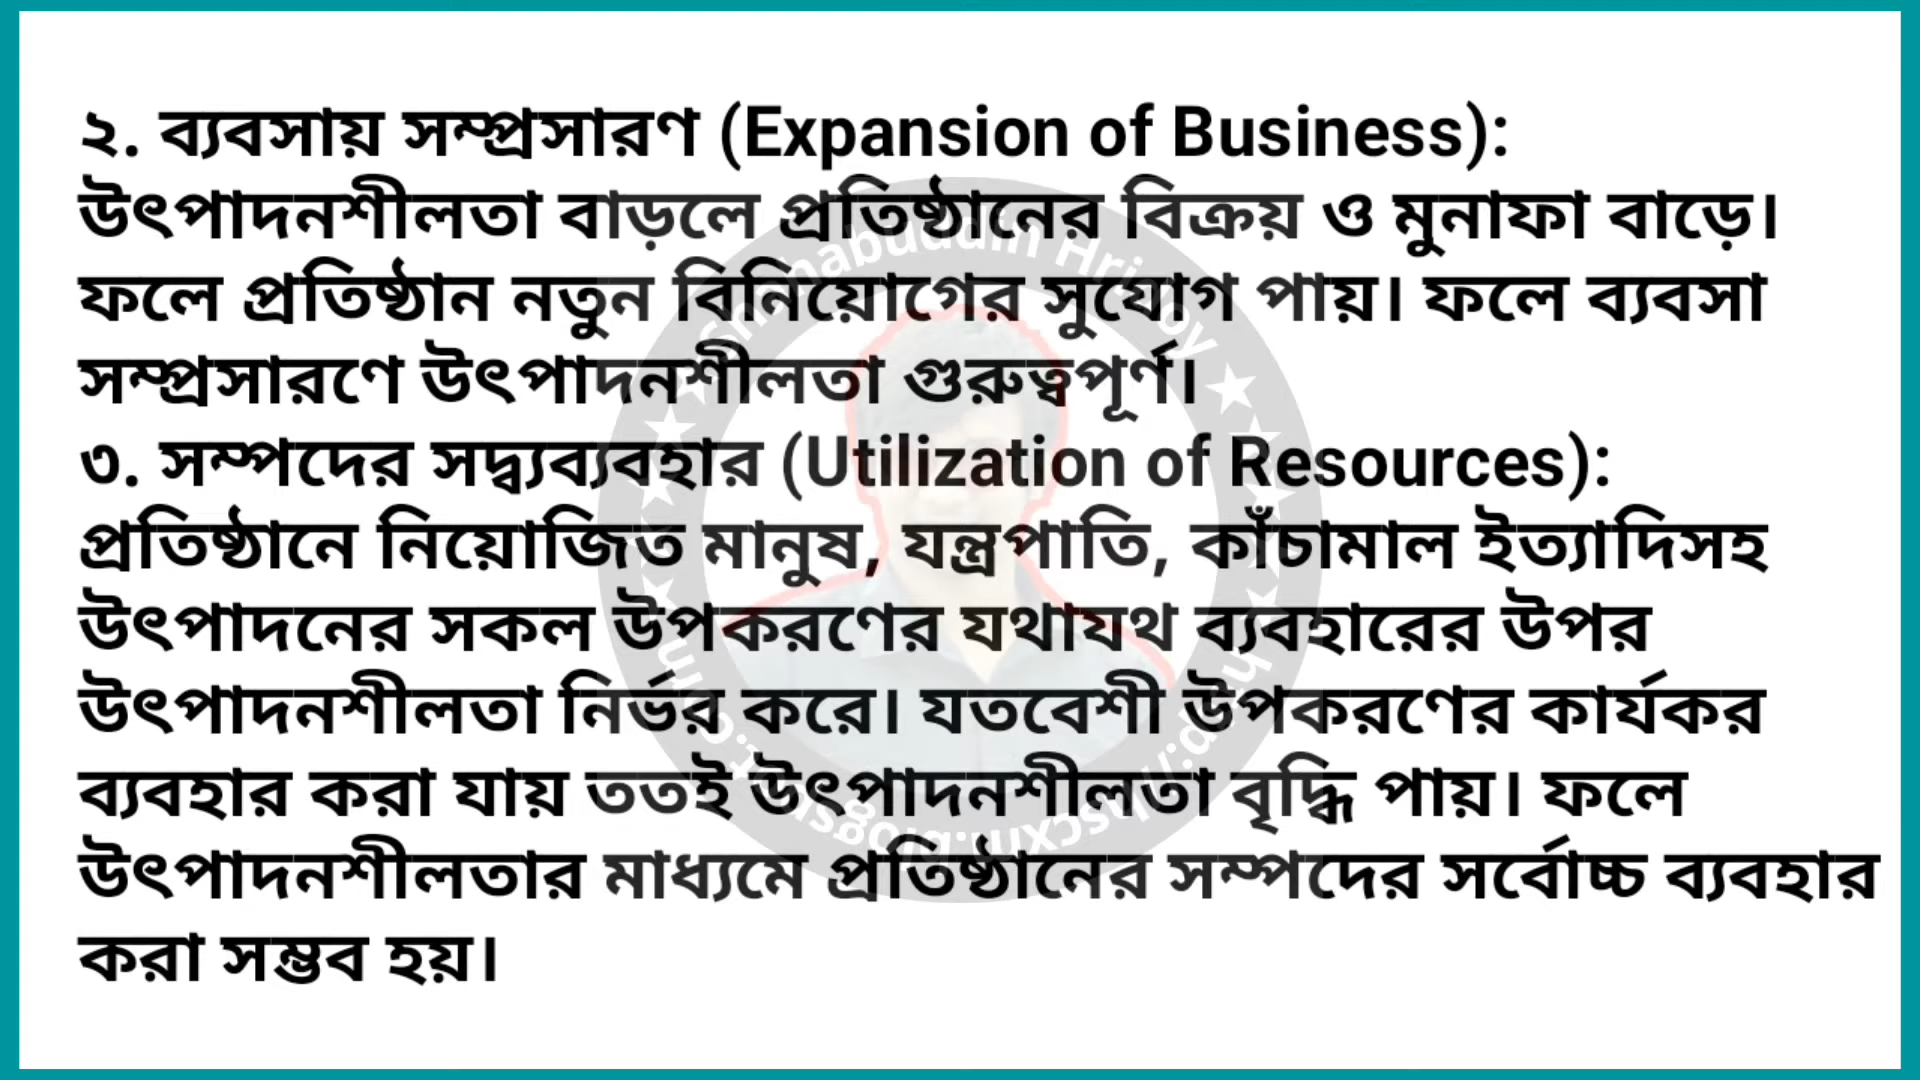 ২. ব্যবসায় সম্প্রসারণ (Expansion of Business):
উৎপাদনশীলতা বাড়লে প্রতিষ্ঠানের বিক্রয় ও মুনাফা বাড়ে।
ফলে প্রতিষ্ঠান নতুন বিনিয়োগের সুযোগ পায়। ফলে ব্যবসা
সম্প্রসারণে উৎপাদনশীলতা গুরুত্বপূর্ণ।
৩. সম্পদের সদ্ব্যব্যবহার (Utilization of Resources):
প্রতিষ্ঠানে নিয়োজিত মানুষ, যন্ত্রপাতি, কাঁচামাল ইত্যাদিসহ
উৎপাদনের সকল উপকরণের যথাযথ ব্যবহারের উপর
উৎপাদনশীলতা নির্ভর করে। যতবেশী উপকরণের কার্যকর
ব্যবহার করা যায় ততই উৎপাদনশীলতা বৃদ্ধি পায়। ফলে
উৎপাদনশীলতার মাধ্যমে প্রতিষ্ঠানের সম্পদের সর্বোচ্চ ব্যবহার
করা সম্ভব হয়।